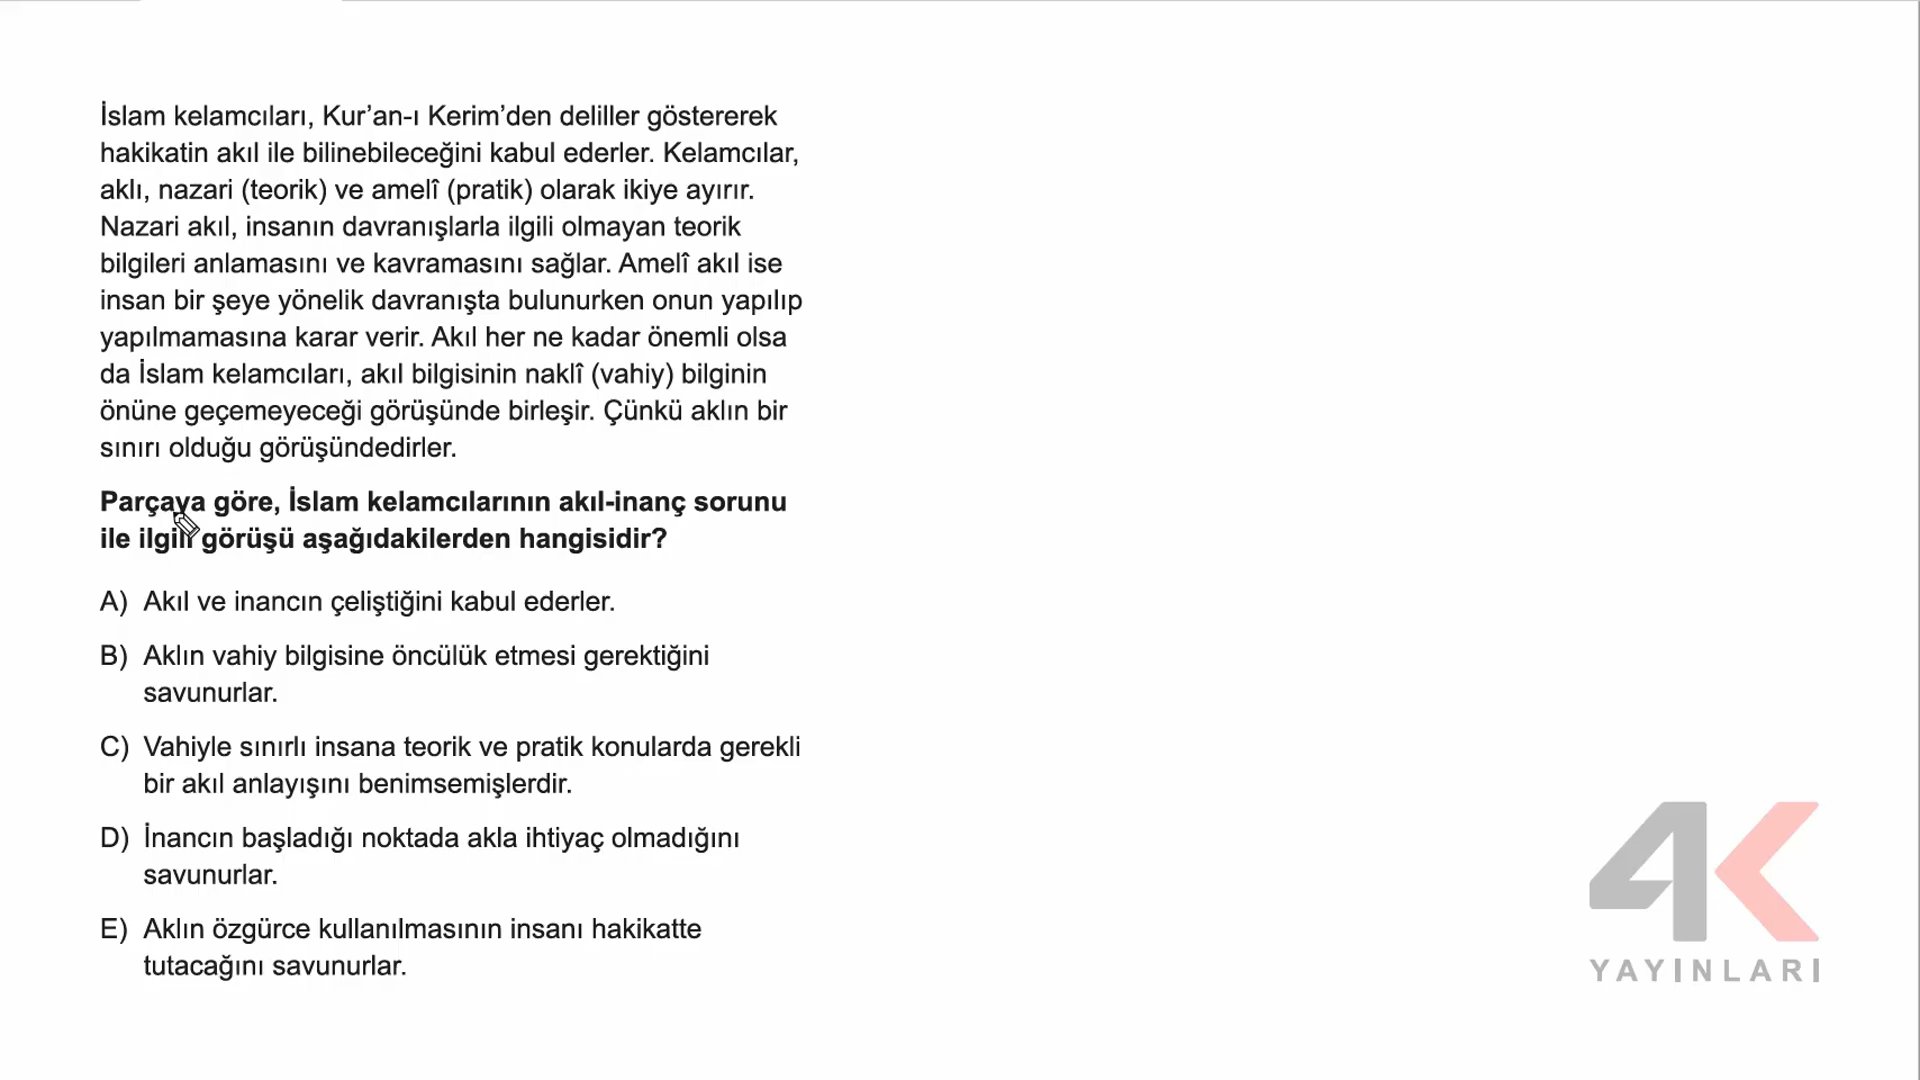 İslam kelamcıları, Kur’an-ı Kerim’den deliller göstererek
hakikatin akıl ile bilinebileceğini kabul ederler. Kelamcılar,
aklı, nazari (teorik) ve amelî (pratik) olarak ikiye ayırır.
Nazari akıl, insanın davranışlarla ilgili olmayan teorik
bilgileri anlamasını ve kavramasını sağlar. Amelî akıl ise
insan bir şeye yönelik davranışta bulunurken onun yapılıp
yapılmamasına karar verir. Akıl her ne kadar önemli olsa
da İslam kelamcıları, akıl bilgisinin naklî (vahiy) bilginin
önüne geçemeyeceği görüşünde birleşir. Çünkü aklın bir
sınırı olduğu görüşündedirler.
Parçaya göre, İslam kelamcılarının akıl-inanç sorunu
ile ilgili görüşü aşağıdakilerden hangisidir?
A) Akıl ve inancın çeliştiğini kabul ederler.
B) Aklın vahiy bilgisine öncülük etmesi gerektiğini
savunurlar.
C) Vahiyle sınırlı insana teorik ve pratik konularda gerekli
bir akıl anlayışını benimsemişlerdir.
D) İnancın başladığı noktada akla ihtiyaç olmadığını
savunurlar.
E) Aklın özgürce kullanılmasının insanı hakikatte
tutacağını savunurlar.
4K
YAYINLARI